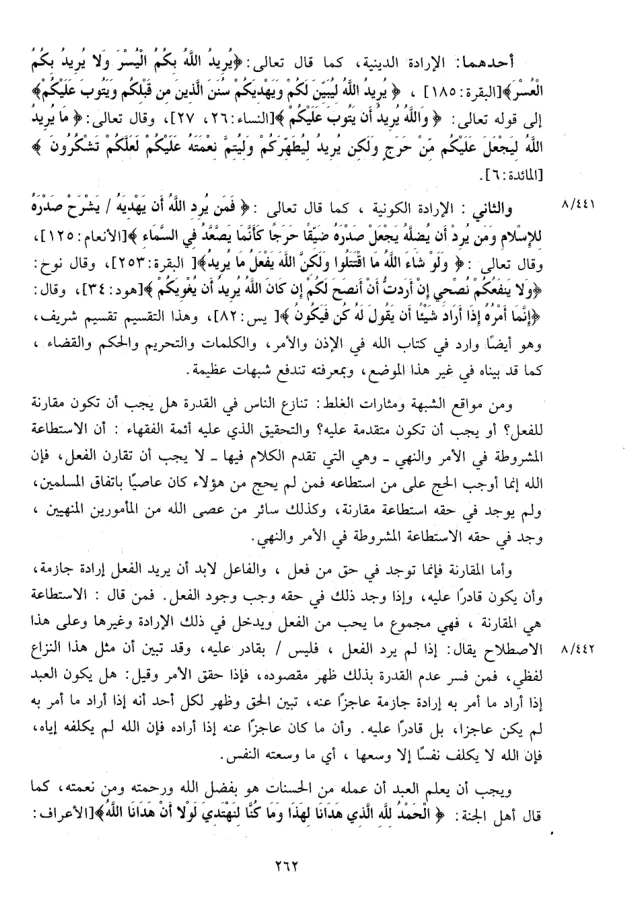 أحدهما: الإرادة الدينية، كما قال تعالى: ﴿يُرِيدُ اللَّهُ بِكُمُ الْيُسْرَ وَلا يُرِيدُ بِكُمُ
الْعُسْرَ﴾[البقرة:١٨٥] ، ﴿ يُرِيدُ اللَّهُ لِيُبَيِّنَ لَكُمْ وَيَهْدِيَكُمْ سُنَنَ الَّذِينَ مِن قَبْلِكُمْ وَيَتُوبَ عَلَيْكُمْ﴾
إلى قوله تعالى: ﴿ وَاللَّهُ يُرِيدُ أَن يَتُوبَ عَلَيْكُمْ ﴾[النساء:٢٦، ٢٧]، وقال تعالى: ﴿ مَا يُرِيدُ
اللَّهُ لِيَجْعَلَ عَلَيْكُم مِّنْ حَرَجٍ وَلَكِن يُرِيدُ لِيُطَهِّرَكُمْ وَلِيُتِمَّ نِعْمَتَهُ عَلَيْكُمْ لَعَلَّكُمْ تَشْكُرُونَ ﴾
[المائدة:٦].
والثاني : الإرادة الكونية ، كما قال تعالى : ﴿ فَمَن يُرِدِ اللَّهُ أَن يَهْدِيَهُ / يَشْرَحْ صَدْرَهُ ٨/٤٤١
لِلإِسْلامِ وَمَن يُرِدْ أَن يُضِلَّهُ يَجْعَلْ صَدْرَهُ ضَيِّقًا حَرَجًا كَأَنَّمَا يَصَّعَّدُ فِي السَّمَاءِ ﴾[الأنعام:١٢٥]،
وقال تعالى : ﴿ وَلَوْ شَاءَ اللَّهُ مَا اقْتَتَلُوا وَلَكِنَّ اللَّهَ يَفْعَلُ مَا يُرِيدُ﴾[ البقرة:٢٥٣]، وقال نوح:
﴿وَلا يَنفَعُكُمْ نُصْحِي إِنْ أَرَدتُّ أَنْ أَنصَحَ لَكُمْ إِن كَانَ اللَّهُ يُرِيدُ أَن يُغْوِيَكُمْ ﴾[هود:٣٤]، وقال:
﴿إِنَّمَا أَمْرُهُ إِذَا أَرَادَ شَيْئًا أَن يَقُولَ لَهُ كُن فَيَكُونُ ﴾[ يس:٨٢]، وهذا التقسيم تقسيم شريف،
وهو أيضًا وارد في كتاب الله في الإذن والأمر، والكلمات والتحريم والحكم والقضاء ،
كما قد بيناه في غير هذا الموضع، وبمعرفته تندفع شبهات عظيمة.
ومن مواقع الشبهة ومثارات الغلط: تنازع الناس في القدرة هل يجب أن تكون مقارنة
للفعل؟ أو يجب أن تكون متقدمة عليه؟ والتحقيق الذي عليه أئمة الفقهاء : أن الاستطاعة
المشروطة في الأمر والنهي ـ وهي التي تقدم الكلام فيها ـ لا يجب أن تقارن الفعل، فإن
الله إنما أوجب الحج على من استطاعه فمن لم يحج من هؤلاء كان عاصيًا باتفاق المسلمين،
ولم يوجد في حقه استطاعة مقارنة، وكذلك سائر من عصى الله من المأمورين المنهيين ،
وجد في حقه الاستطاعة المشروطة في الأمر والنهي.
وأما المقارنة فإنما توجد في حق من فعل ، والفاعل لابد أن يريد الفعل إرادة جازمة،
وأن يكون قادرًا عليه، وإذا وجد ذلك في حقه وجب وجود الفعل. فمن قال : الاستطاعة
هي المقارنة ، فهي مجموع ما يحب من الفعل ويدخل في ذلك الإرادة وغيرها وعلى هذا
الاصطلاح يقال: إذا لم يرد الفعل ، فليس / بقادر عليه، وقد تبين أن مثل هذا النزاع ٨/٤٤٢
لفظي، فمن فسر عدم القدرة بذلك ظهر مقصوده، فإذا حقق الأمر وقيل: هل يكون العبد
إذا أراد ما أمر به إرادة جازمة عاجزًا عنه، تبين الحق وظهر لكل أحد أنه إذا أراد ما أمر به
لم يكن عاجزا، بل قادرًا عليه. وأن ما كان عاجزًا عنه إذا أراده فإن الله لم يكلفه إياه،
فإن الله لا يكلف نفسًا إلا وسعها ، أي ما وسعته النفس.
ويجب أن يعلم العبد أن عمله من الحسنات هو بفضل الله ورحمته ومن نعمته، كما
قال أهل الجنة: ﴿ الْحَمْدُ لِلَّهِ الَّذِي هَدَانَا لِهَذَا وَمَا كُنَّا لِنَهْتَدِيَ لَوْلا أَنْ هَدَانَا اللَّهُ﴾[الأعراف:
٢٦٢